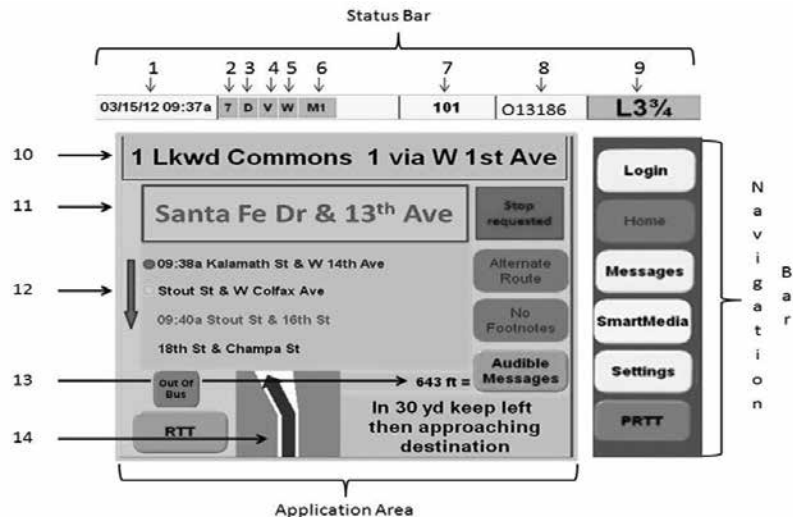 Status Bar
1 2 3 4 5 6 7 8 9
03/15/12 09:37a 7 D V W M1 101 O13186 L3¾
10 1 Lkwd Commons 1 via W 1st Ave
11 Santa Fe Dr & 13th Ave
Stop
requested
12 09:38a Kalamath St & W 14th Ave
Stout St & W Colfax Ave
09:40a Stout St & 16th St
18th St & Champa St
Alternate
Route
No
Footnotes
13 643 ft =
Audible
Messages
Out Of
Bus
14 RTT
In 30 yd keep left
then approaching
destination
Application Area
Login
Home
Messages
SmartMedia
Settings
PRTT
Navigation
Bar